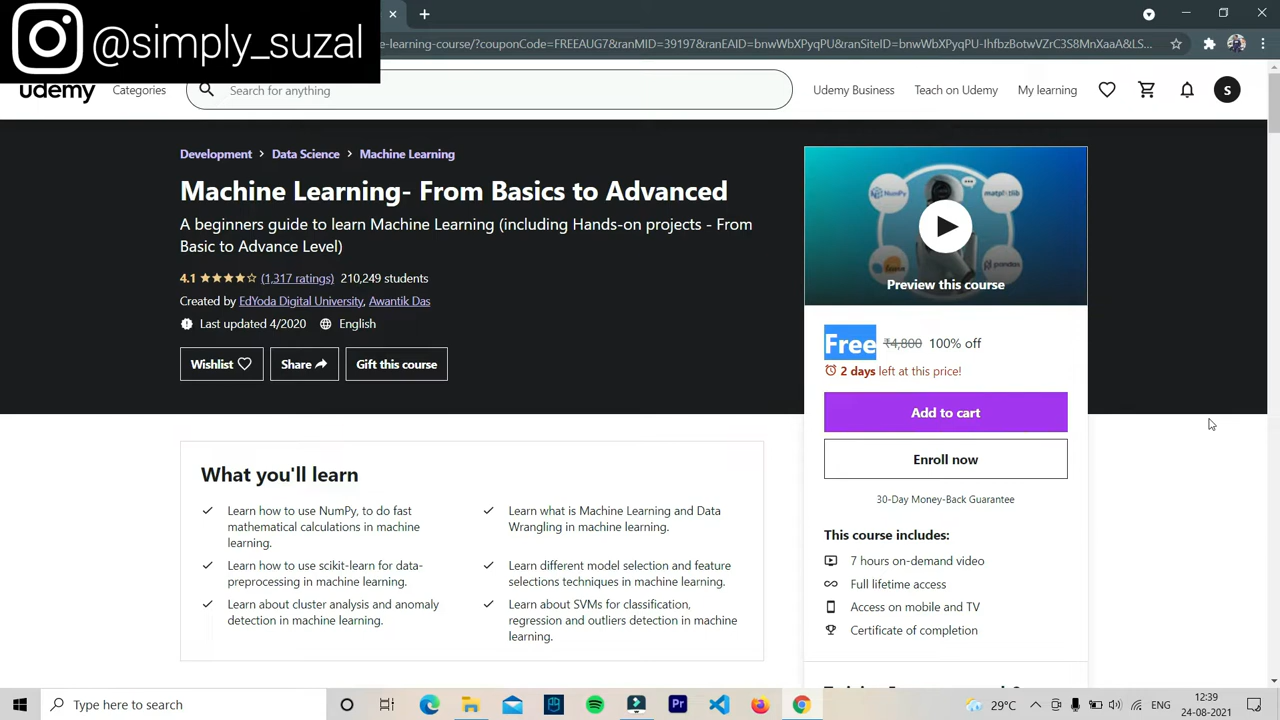 @simply_suzal
e-learning-course/?couponCode=FREEAUG7&ranMID=39197&ranEAID=bnwWbXPyqPU&ranSiteID=bnwWbXPyqPU-IhfbzBotwVZrC3S8MnXaaA&LS...
udemy
Categories
Search for anything
Udemy Business
Teach on Udemy
My learning
S
Development > Data Science > Machine Learning
Machine Learning- From Basics to Advanced
A beginners guide to learn Machine Learning (including Hands-on projects - From
Basic to Advance Level)
4.1 (1,317 ratings) 210,249 students
Created by EdYoda Digital University, Awantik Das
Last updated 4/2020 English
Wishlist
Share
Gift this course
NumPy
matplotlib
pandas
Preview this course
Free ₹4,800 100% off
2 days left at this price!
Add to cart
Enroll now
30-Day Money-Back Guarantee
This course includes:
7 hours on-demand video
Full lifetime access
Access on mobile and TV
Certificate of completion
What you'll learn
Learn how to use NumPy, to do fast
mathematical calculations in machine
learning.
Learn what is Machine Learning and Data
Wrangling in machine learning.
Learn how to use scikit-learn for data-
preprocessing in machine learning.
Learn different model selection and feature
selections techniques in machine learning.
Learn about cluster analysis and anomaly
detection in machine learning.
Learn about SVMs for classification,
regression and outliers detection in machine
learning.
Type here to search
Pr
29°C
ENG
12:39
24-08-2021